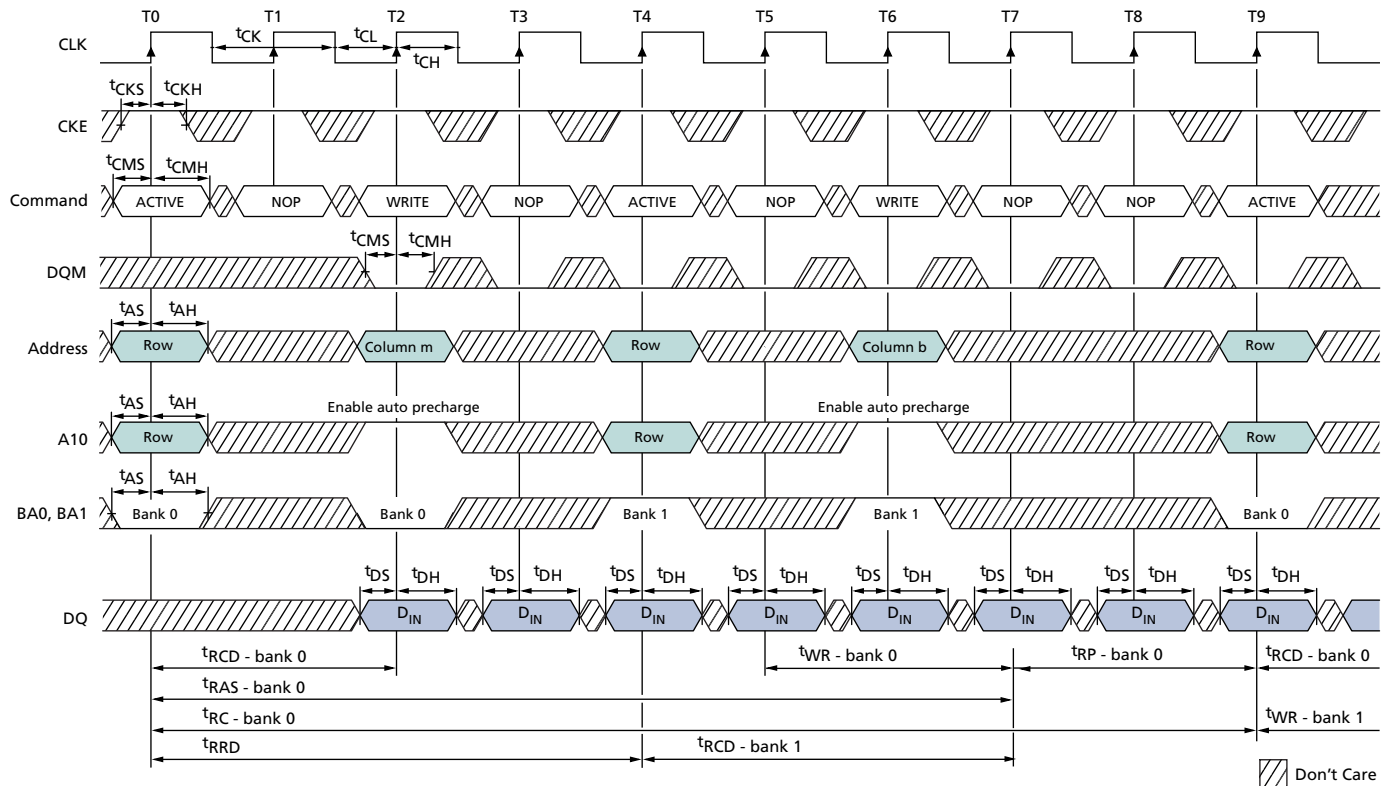 T0 T1 T2 T3 T4 T5 T6 T7 T8 T9
CLK
tCK tCL
tCH
tCKS tCKH
CKE
tCMS tCMH
Command ACTIVE NOP WRITE NOP ACTIVE NOP WRITE NOP NOP ACTIVE
tCMS tCMH
DQM
tAS tAH
Address Row Column m Row Column b Row
tAS tAH Enable auto precharge Enable auto precharge
A10 Row Row Row
tAS tAH
BA0, BA1 Bank 0 Bank 0 Bank 1 Bank 1 Bank 0
tDS tDH tDS tDH tDS tDH tDS tDH tDS tDH tDS tDH tDS tDH tDS tDH
DQ DIN DIN DIN DIN DIN DIN DIN DIN
tRCD - bank 0 tWR - bank 0 tRP - bank 0 tRCD - bank 0
tRAS - bank 0
tRC - bank 0 tWR - bank 1
tRRD tRCD - bank 1
Don't Care